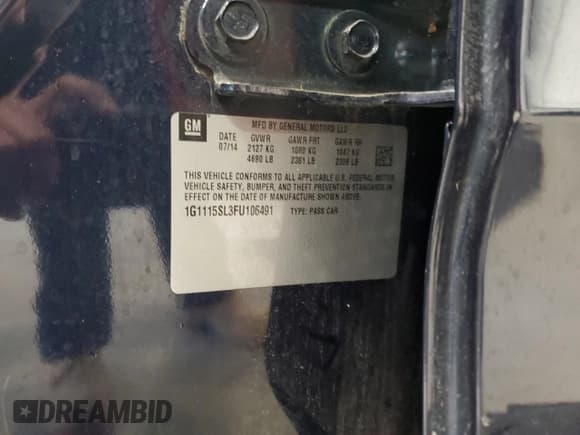 GM
MFD BY GENERAL MOTORS LLC
DATE GVWR GAWR FRT GAWR RR
07/14 2127 KG 1080 KG 1047 KG
4690 LB 2381 LB 2309 LB
THIS VEHICLE CONFORMS TO ALL APPLICABLE U.S. FEDERAL MOTOR
VEHICLE SAFETY, BUMPER, AND THEFT PREVENTION STANDARDS IN
EFFECT ON THE DATE OF MANUFACTURE SHOWN ABOVE.
1G1115SL3FU106491 TYPE: PASS CAR
DREAMBID